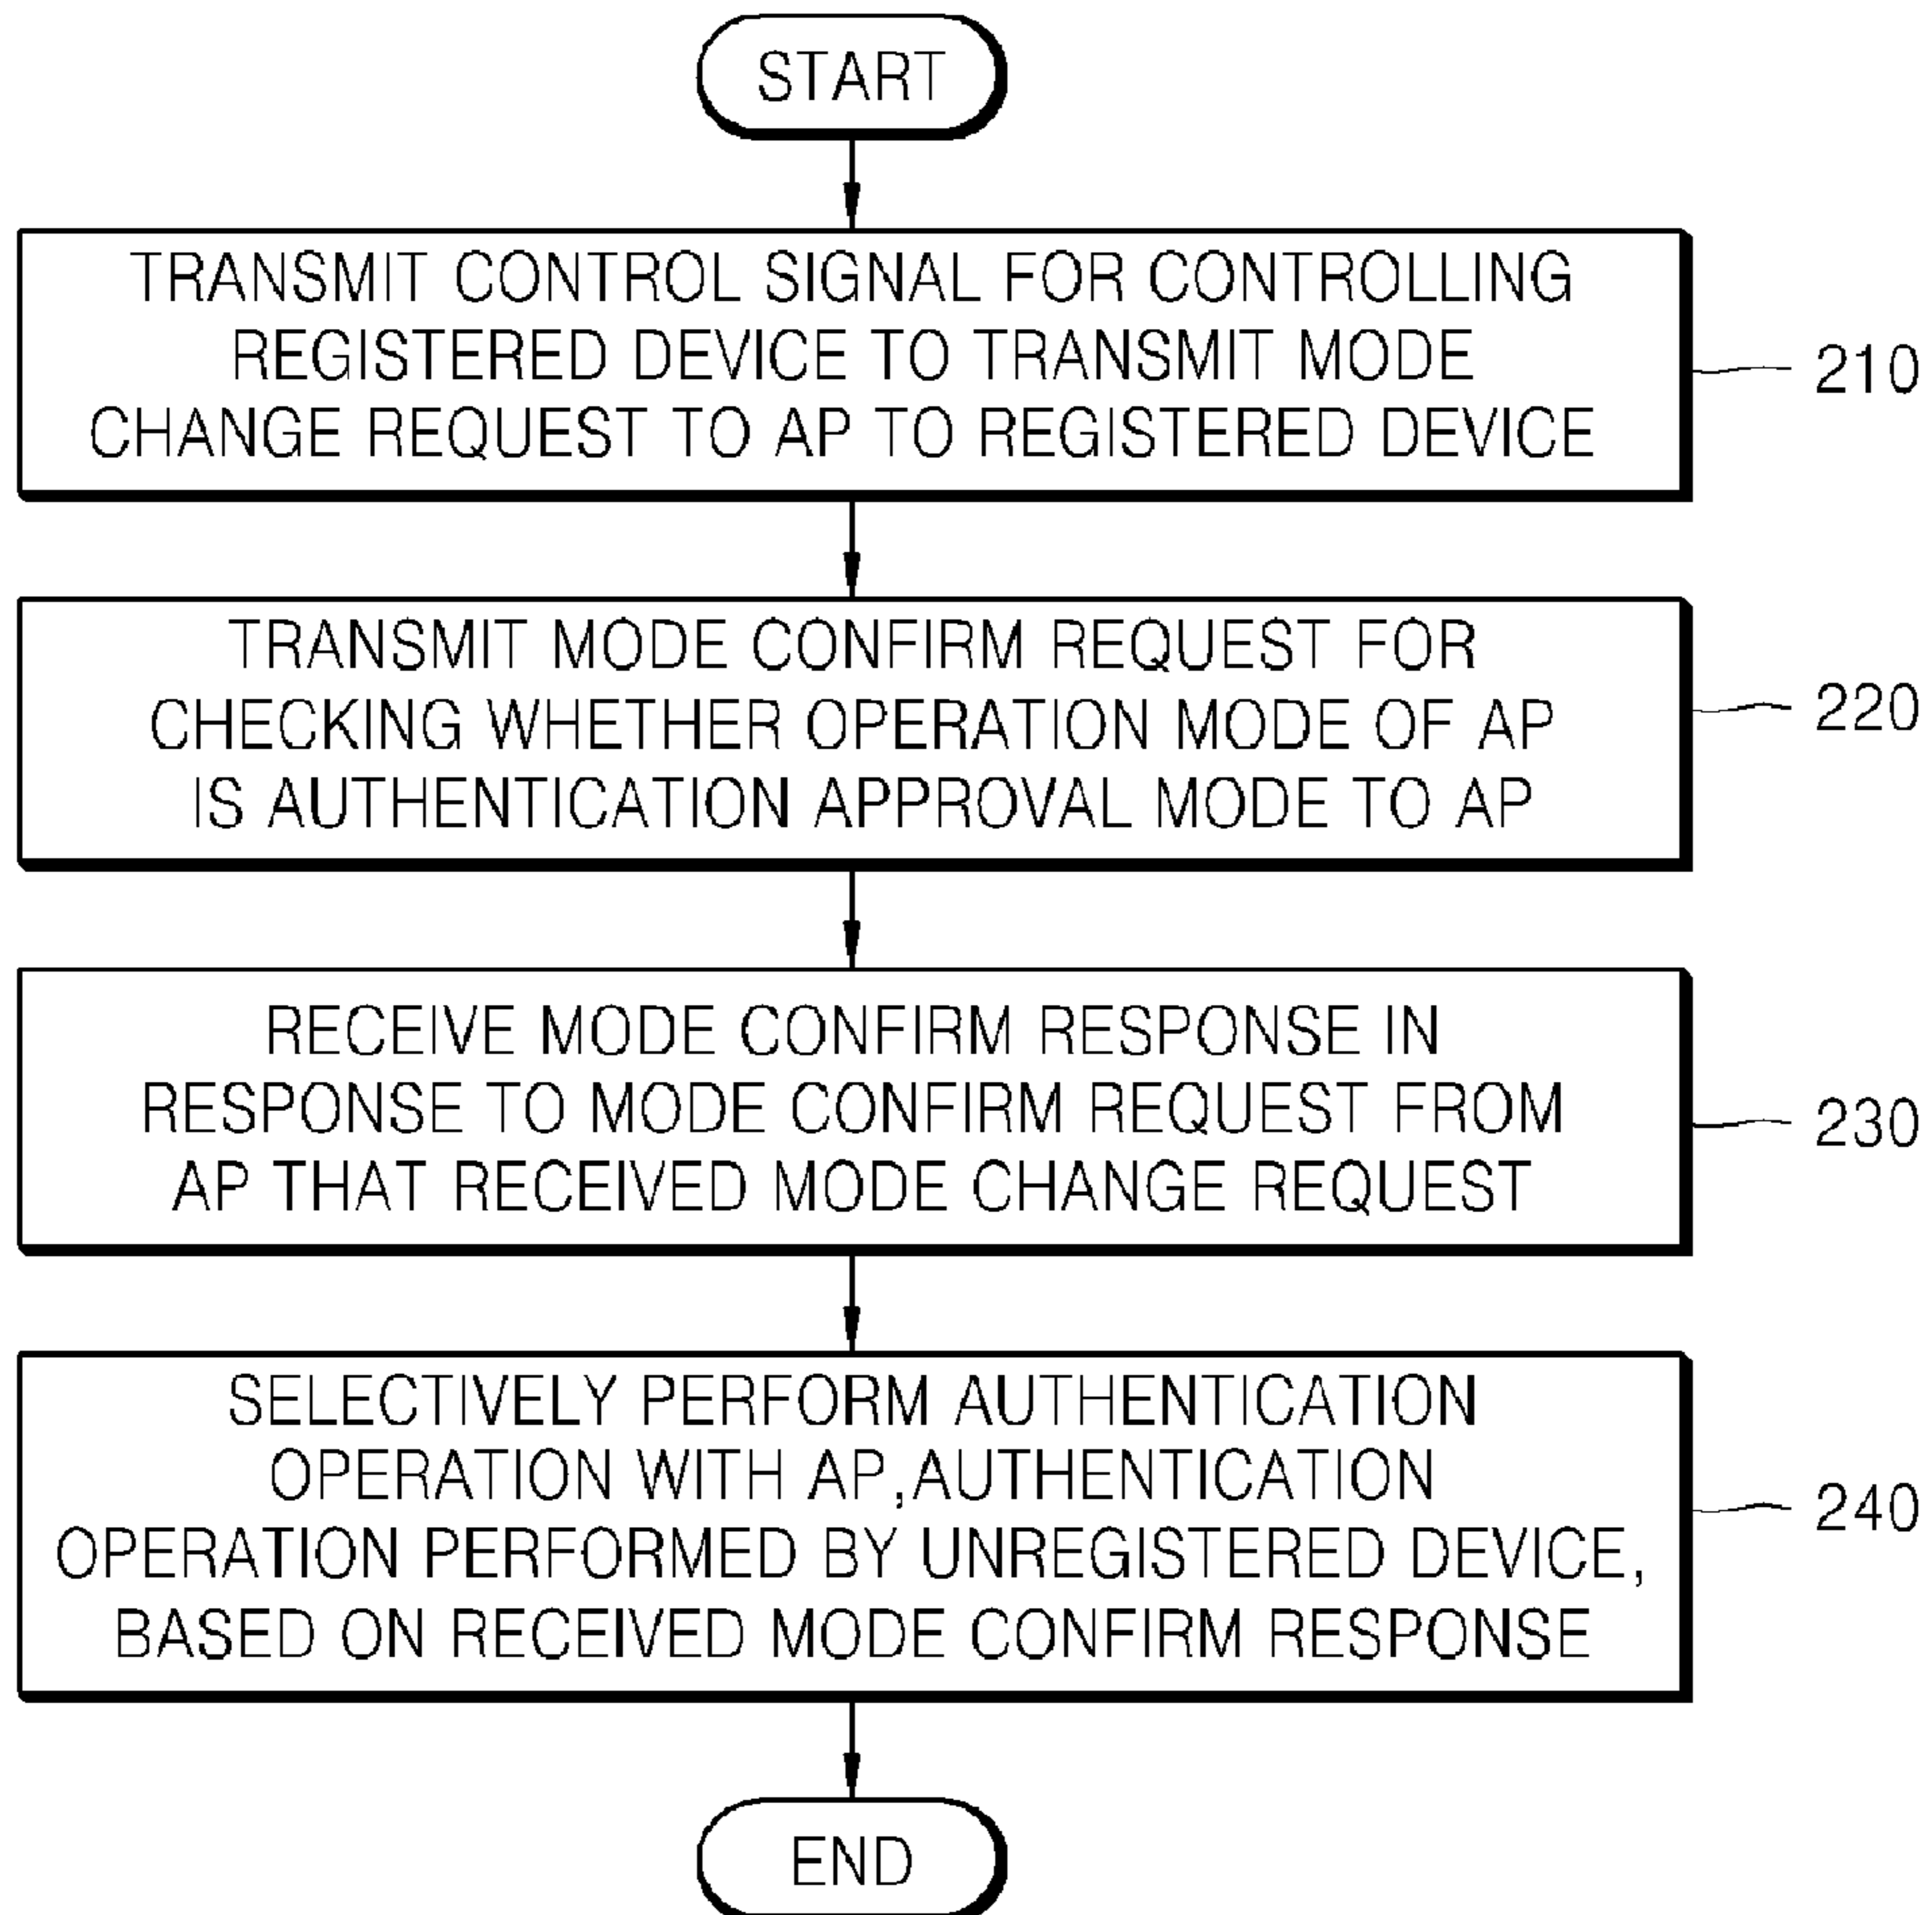 START
TRANSMIT CONTROL SIGNAL FOR CONTROLLING
REGISTERED DEVICE TO TRANSMIT MODE
CHANGE REQUEST TO AP TO REGISTERED DEVICE
210
TRANSMIT MODE CONFIRM REQUEST FOR
CHECKING WHETHER OPERATION MODE OF AP
IS AUTHENTICATION APPROVAL MODE TO AP
220
RECEIVE MODE CONFIRM RESPONSE IN
RESPONSE TO MODE CONFIRM REQUEST FROM
AP THAT RECEIVED MODE CHANGE REQUEST
230
SELECTIVELY PERFORM AUTHENTICATION
OPERATION WITH AP,AUTHENTICATION
OPERATION PERFORMED BY UNREGISTERED DEVICE,
BASED ON RECEIVED MODE CONFIRM RESPONSE
240
END